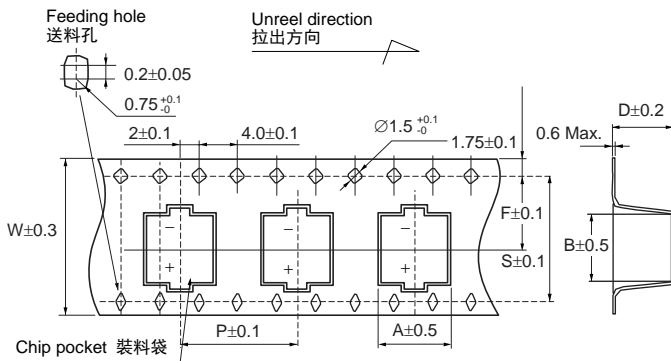 Feeding hole
送料孔
Unreel direction
拉出方向
0.2±0.05
0.75 +0.1 -0
2±0.1
4.0±0.1
∅1.5 +0.1 -0
1.75±0.1
D±0.2
0.6 Max.
W±0.3
F±0.1
S±0.1
B±0.5
−
+
−
+
−
+
P±0.1
A±0.5
Chip pocket 裝料袋